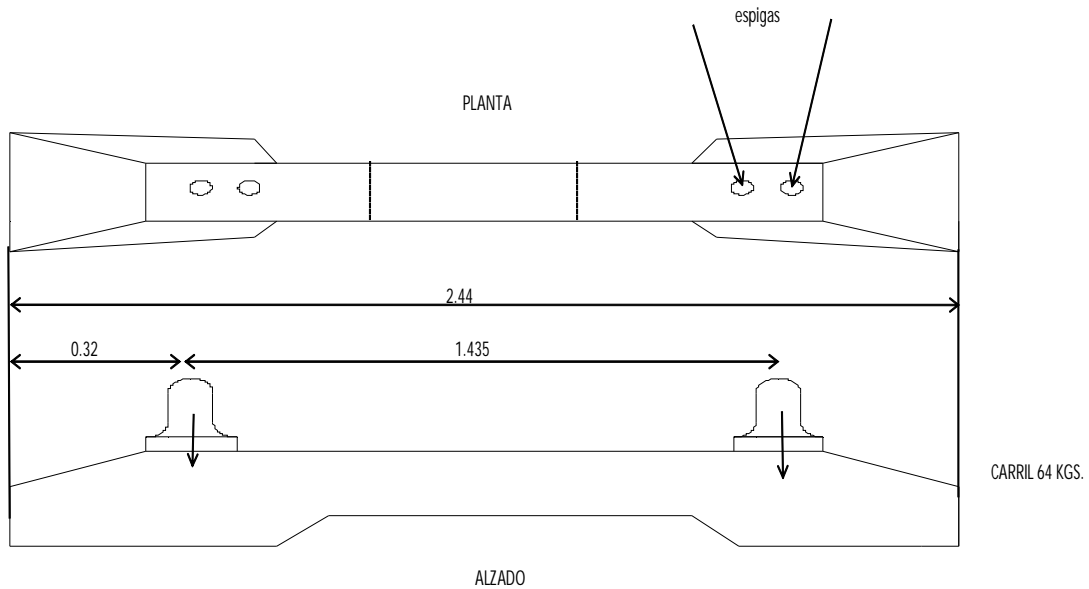 espigas
PLANTA
2.44
0.32
1.435
CARRIL 64 KGS.
ALZADO